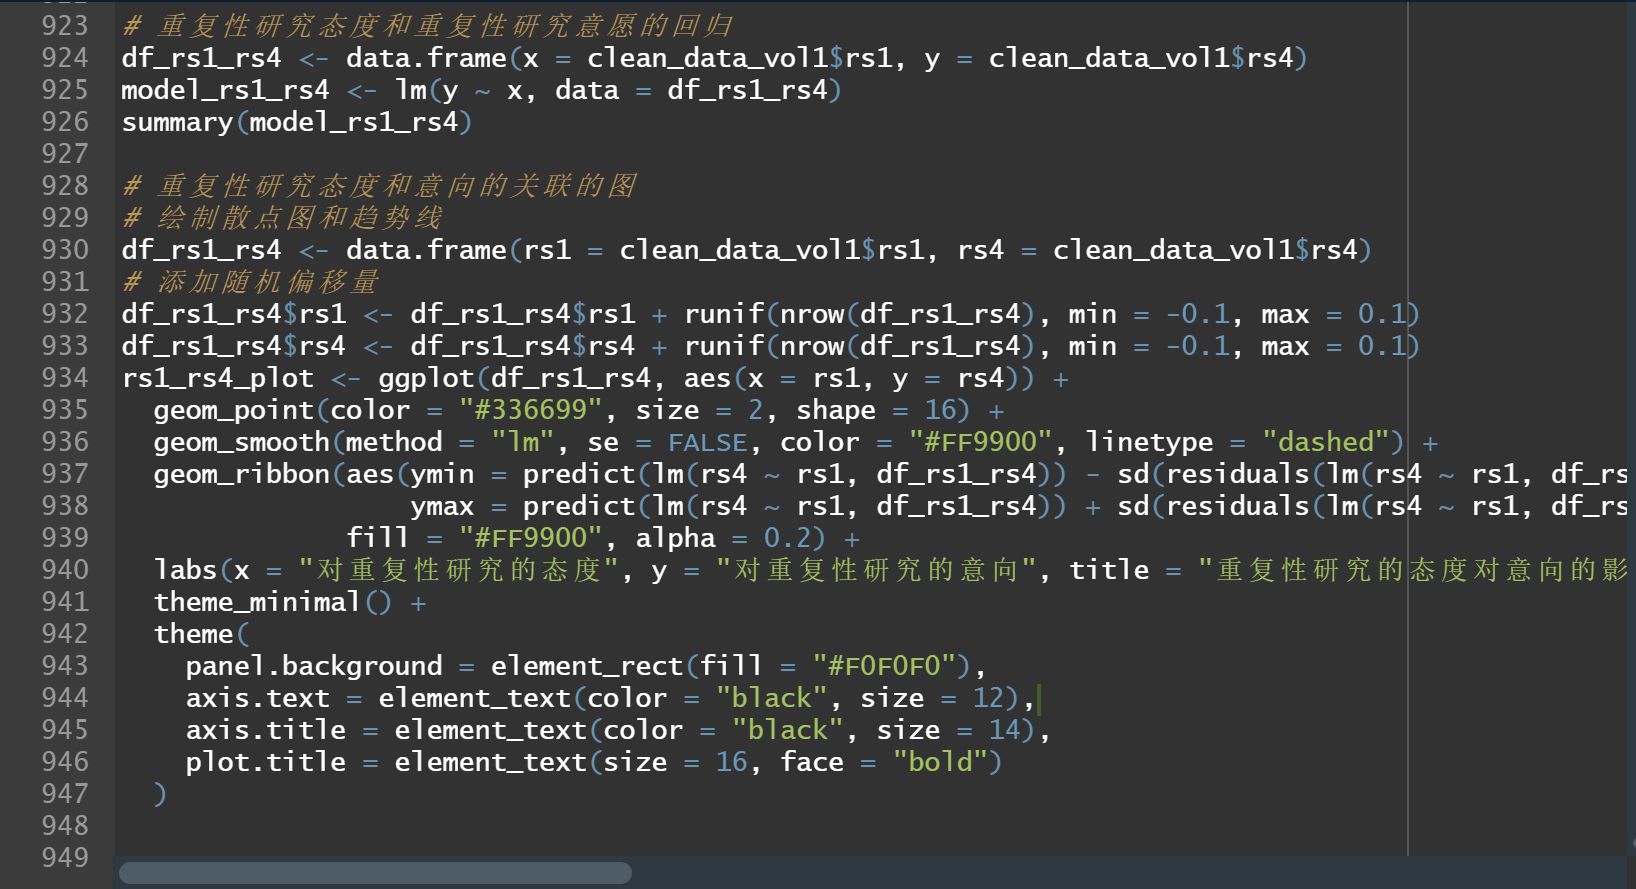 923 # 重复性研究态度和重复性研究意愿的回归
924 df_rs1_rs4 <- data.frame(x = clean_data_vol1$rs1, y = clean_data_vol1$rs4)
925 model_rs1_rs4 <- lm(y ~ x, data = df_rs1_rs4)
926 summary(model_rs1_rs4)
927
928 # 重复性研究态度和意向的关联的图
929 # 绘制散点图和趋势线
930 df_rs1_rs4 <- data.frame(rs1 = clean_data_vol1$rs1, rs4 = clean_data_vol1$rs4)
931 # 添加随机偏移量
932 df_rs1_rs4$rs1 <- df_rs1_rs4$rs1 + runif(nrow(df_rs1_rs4), min = -0.1, max = 0.1)
933 df_rs1_rs4$rs4 <- df_rs1_rs4$rs4 + runif(nrow(df_rs1_rs4), min = -0.1, max = 0.1)
934 rs1_rs4_plot <- ggplot(df_rs1_rs4, aes(x = rs1, y = rs4)) +
935   geom_point(color = "#336699", size = 2, shape = 16) +
936   geom_smooth(method = "lm", se = FALSE, color = "#FF9900", linetype = "dashed") +
937   geom_ribbon(aes(ymin = predict(lm(rs4 ~ rs1, df_rs1_rs4)) - sd(residuals(lm(rs4 ~ rs1, df_rs
938                   ymax = predict(lm(rs4 ~ rs1, df_rs1_rs4)) + sd(residuals(lm(rs4 ~ rs1, df_rs
939               fill = "#FF9900", alpha = 0.2) +
940   labs(x = "对重复性研究的态度", y = "对重复性研究的意向", title = "重复性研究的态度对意向的影
941   theme_minimal() +
942   theme(
943     panel.background = element_rect(fill = "#F0F0F0"),
944     axis.text = element_text(color = "black", size = 12),
945     axis.title = element_text(color = "black", size = 14),
946     plot.title = element_text(size = 16, face = "bold")
947   )
948
949